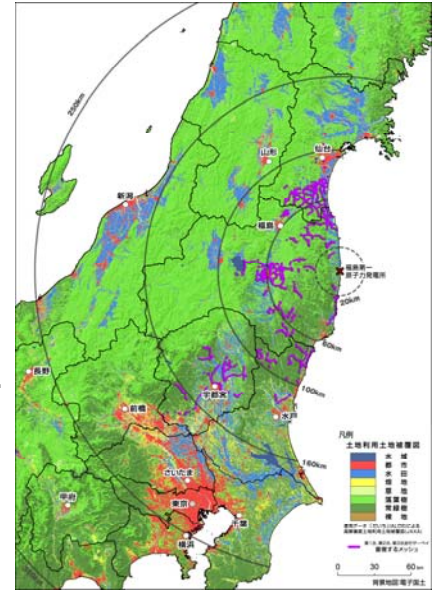 250km
山形
仙台
新潟
福島
福島第一
原子力発電所
20km
60km
100km
160km
長野
前橋
宇都宮
水戸
さいたま
甲府
東京
千葉
横浜
凡例
土地利用土地被覆図
水域
都市
水田
畑地
草地
落葉樹
常緑樹
裸地
重複するメッシュ
0
30
60km
背景地図:電子国土